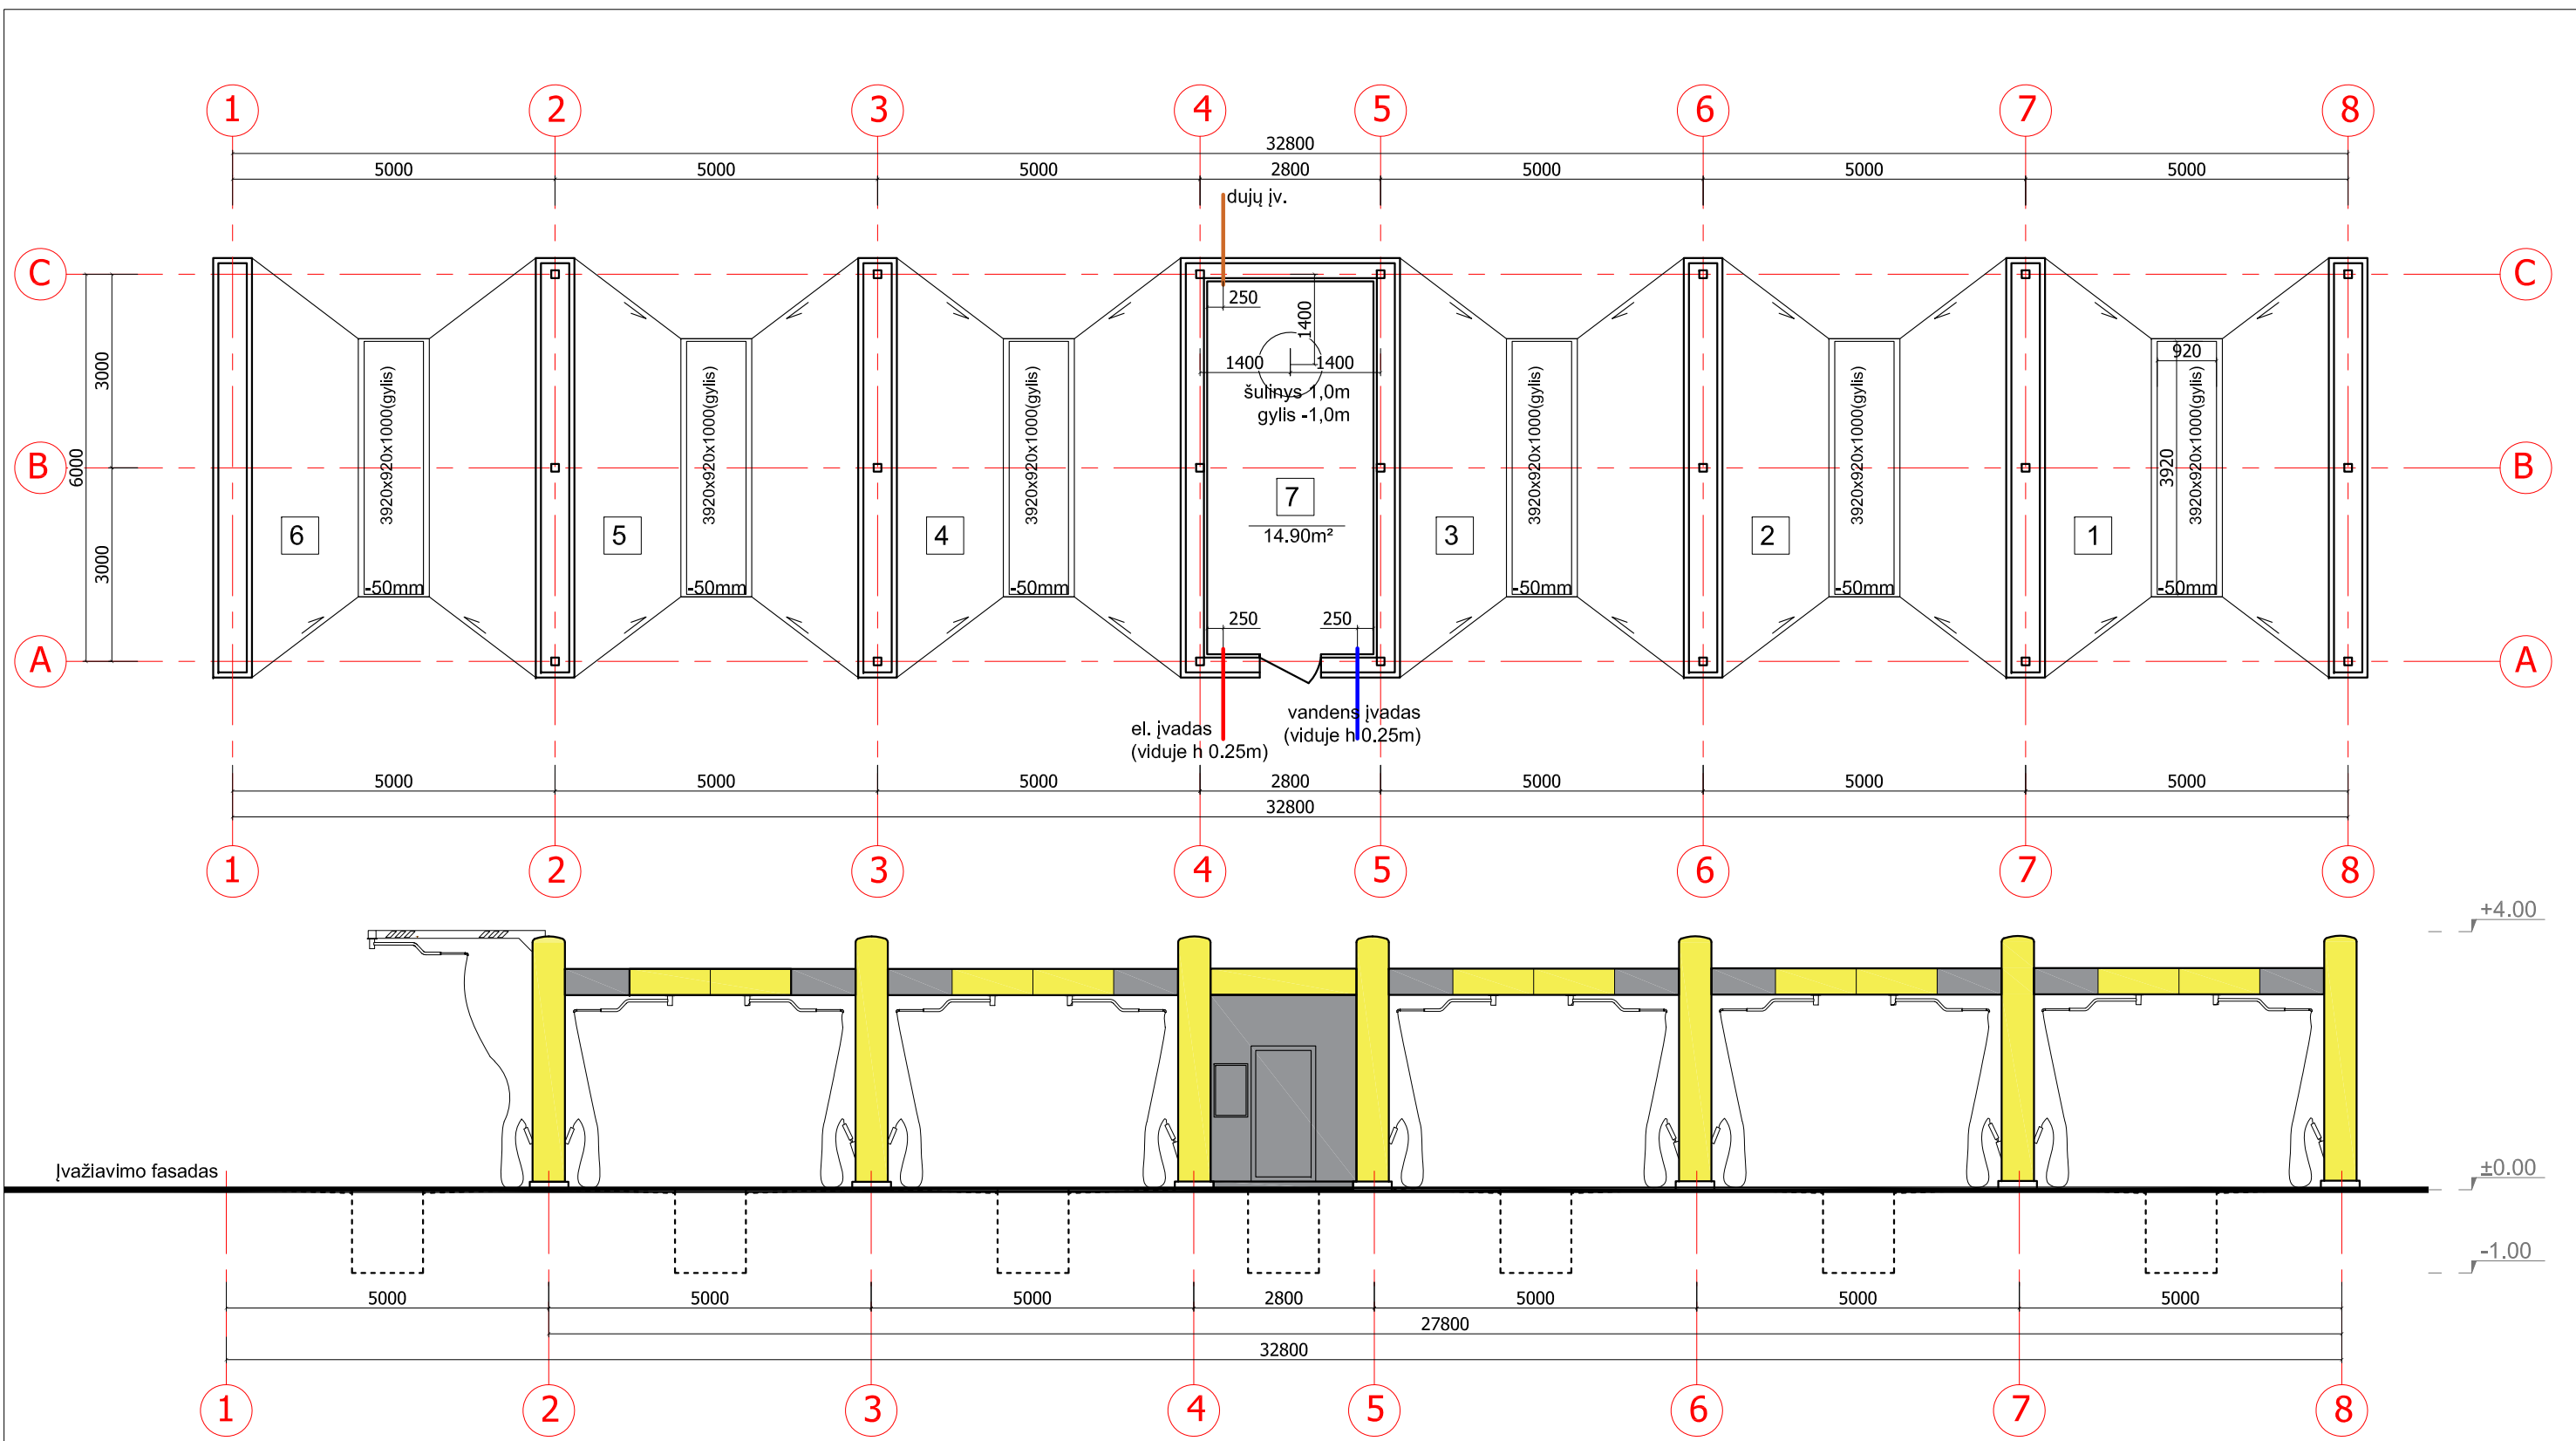 1 2 3 4 5 6 7 8
32800
5000 5000 5000 2800 5000 5000 5000
dujų įv.
C C
250
1400
3000
1400 1400
920
šulinys 1,0m
gylis -1,0m
3920x920x1000(gylis) 3920x920x1000(gylis) 3920x920x1000(gylis) 3920x920x1000(gylis) 3920x920x1000(gylis) 3920x920x1000(gylis)
B 6000 3920 B
7
14.90m²
6 5 4 3 2 1
3000
-50mm -50mm -50mm -50mm -50mm -50mm
250 250
A A
el. įvadas
(viduje h 0.25m)
vandens įvadas
(viduje h 0.25m)
5000 5000 5000 2800 5000 5000 5000
32800
1 2 3 4 5 6 7 8
+4.00
Įvažiavimo fasadas
±0.00
-1.00
5000 5000 5000 2800 5000 5000 5000
27800
32800
1 2 3 4 5 6 7 8